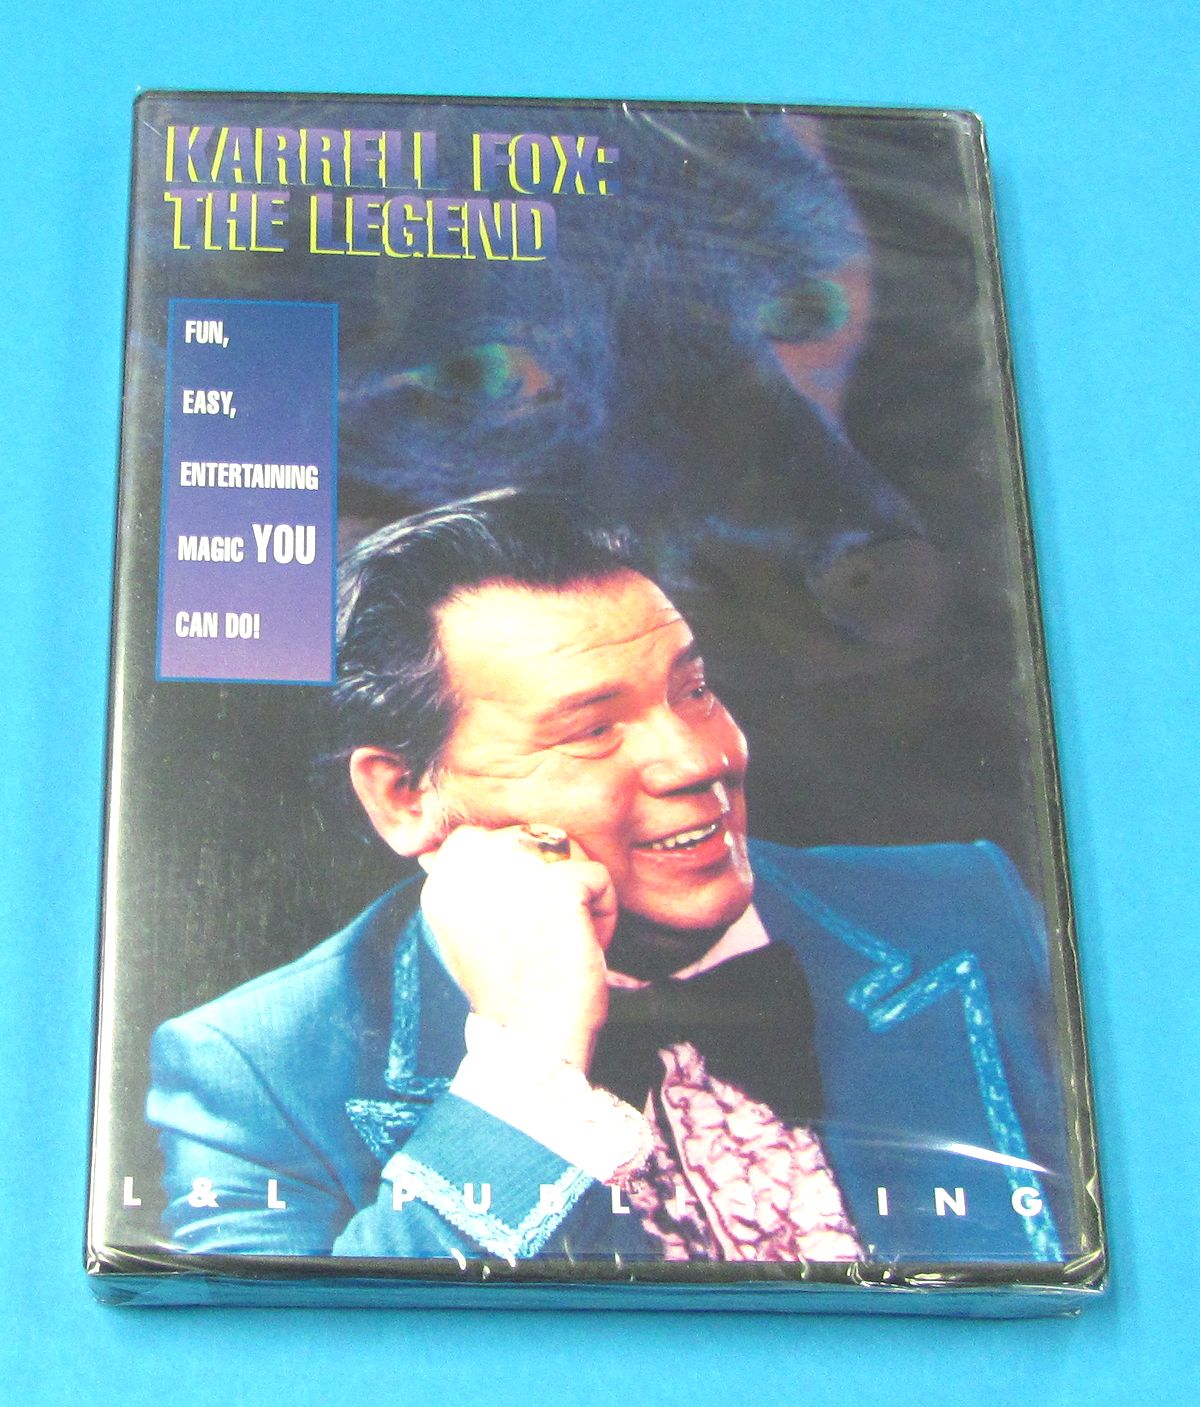 KARRELL FOX:
THE LEGEND
FUN,
EASY,
ENTERTAINING
MAGIC YOU
CAN DO!
L & L PUBLISHING